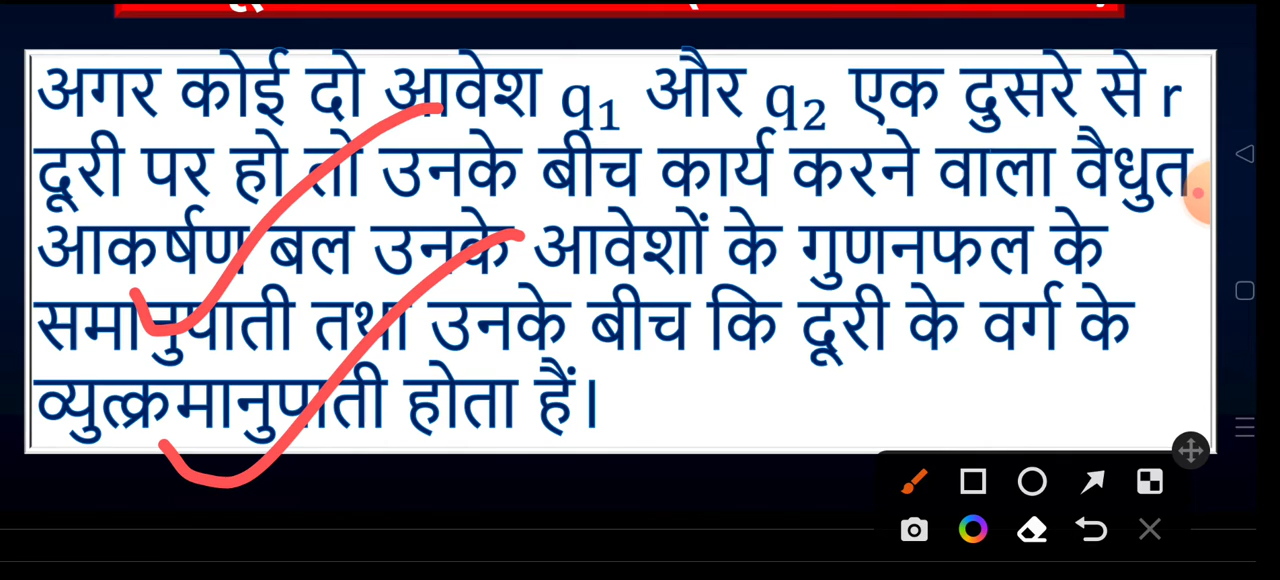 अगर कोई दो आवेश q₁ और q₂ एक दुसरे से r
दूरी पर हो तो उनके बीच कार्य करने वाला वैधुत
आकर्षण बल उनके आवेशों के गुणनफल के
समानुपाती तथा उनके बीच कि दूरी के वर्ग के
व्युत्क्रमानुपाती होता हैं।